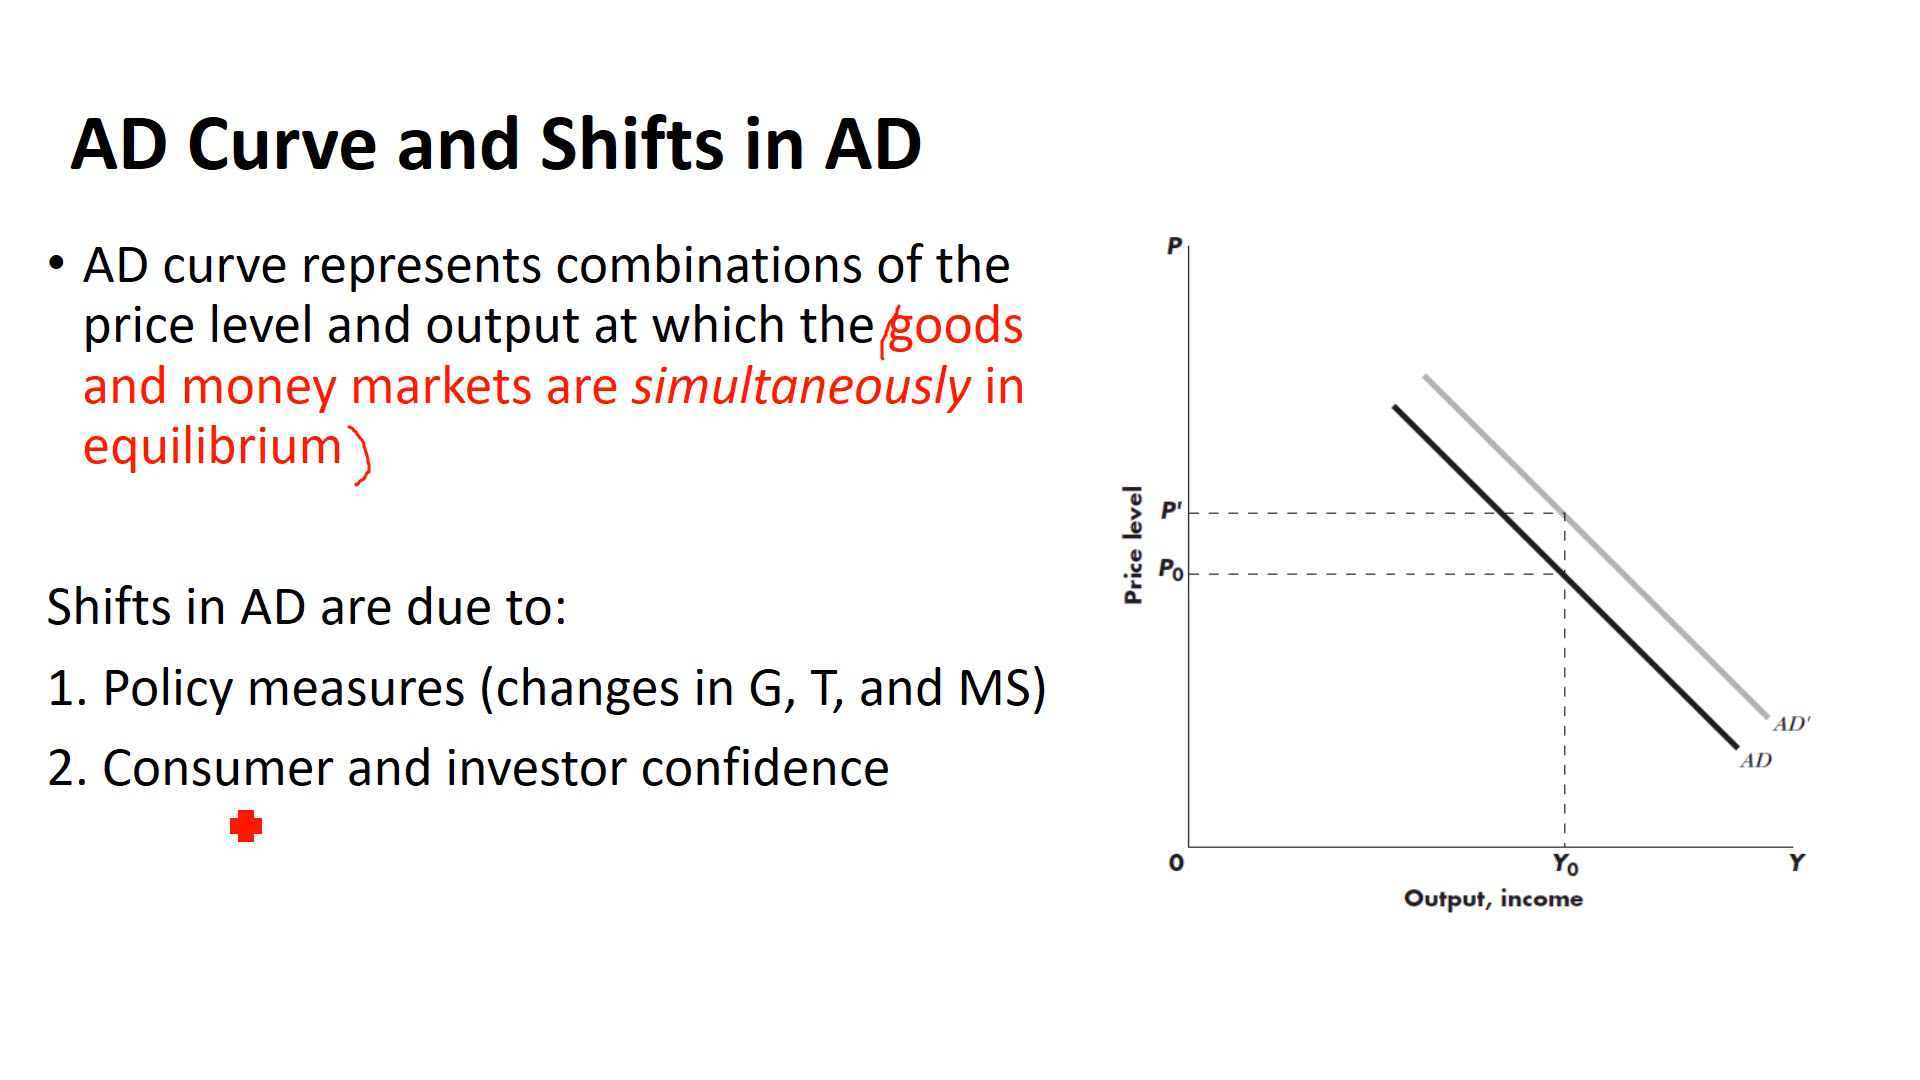 AD Curve and Shifts in AD
• AD curve represents combinations of the
price level and output at which the (goods
and money markets are simultaneously in
equilibrium)
Shifts in AD are due to:
1. Policy measures (changes in G, T, and MS)
2. Consumer and investor confidence
P
Price level
P'
P0
AD'
AD
0
Y0
Y
Output, income